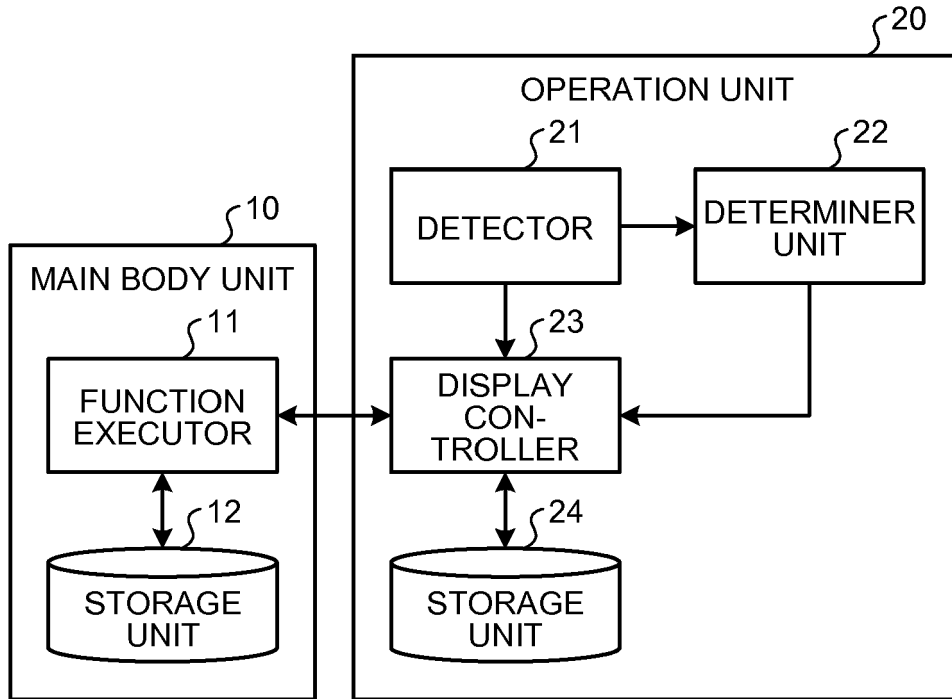 20
OPERATION UNIT
21
22
DETECTOR
DETERMINER
UNIT
10
MAIN BODY UNIT
11
FUNCTION
EXECUTOR
23
DISPLAY
CON-
TROLLER
12
STORAGE
UNIT
24
STORAGE
UNIT